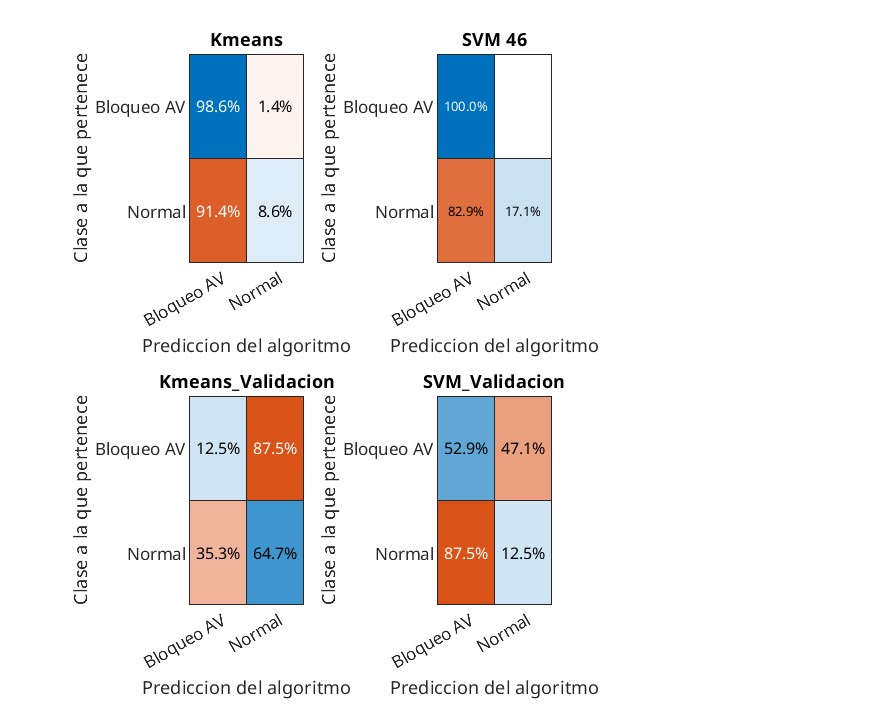 Kmeans
Clase a la que pertenece
Bloqueo AV 98.6% 1.4%
Normal 91.4% 8.6%
Bloqueo AV Normal
Prediccion del algoritmo
SVM 46
Clase a la que pertenece
Bloqueo AV 100.0%
Normal 82.9% 17.1%
Bloqueo AV Normal
Prediccion del algoritmo
Kmeans_Validacion
Clase a la que pertenece
Bloqueo AV 12.5% 87.5%
Normal 35.3% 64.7%
Bloqueo AV Normal
Prediccion del algoritmo
SVM_Validacion
Clase a la que pertenece
Bloqueo AV 52.9% 47.1%
Normal 87.5% 12.5%
Bloqueo AV Normal
Prediccion del algoritmo